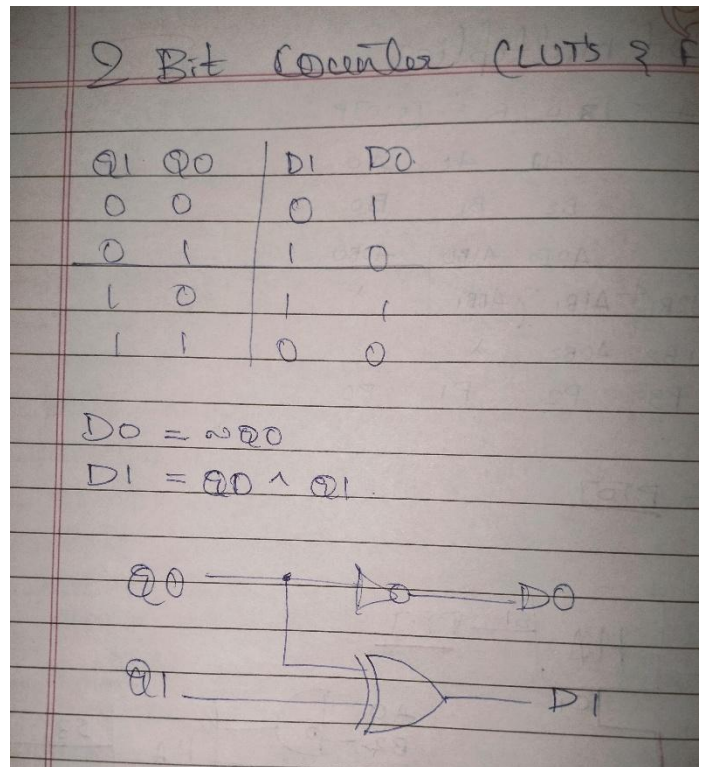 2 Bit Counter (LUT's & F
Q1 Q0 D1 D0
0 0 0 1
0 1 1 0
1 0 1 1
1 1 0 0
D0 = ~Q0
D1 = Q0 ^ Q1.
Q0 D0
Q1 D1